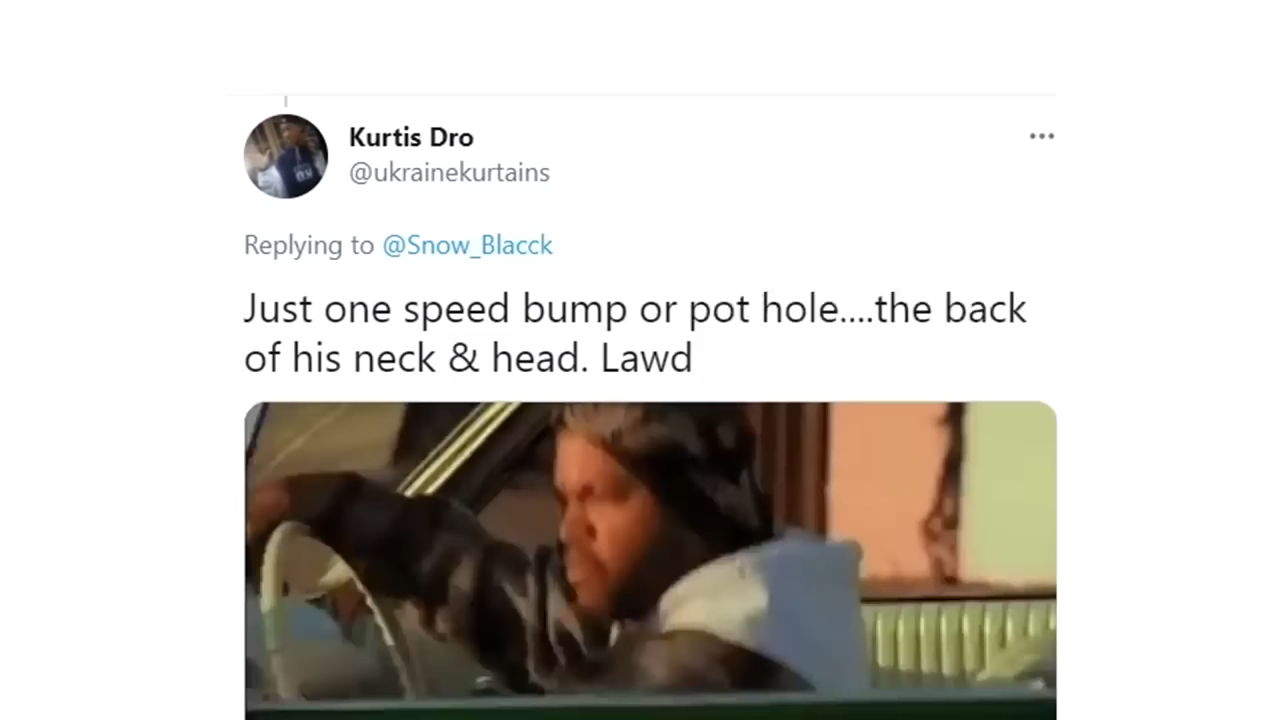 Kurtis Dro
@ukrainekurtains
Replying to @Snow_Blacck
Just one speed bump or pot hole....the back
of his neck & head. Lawd